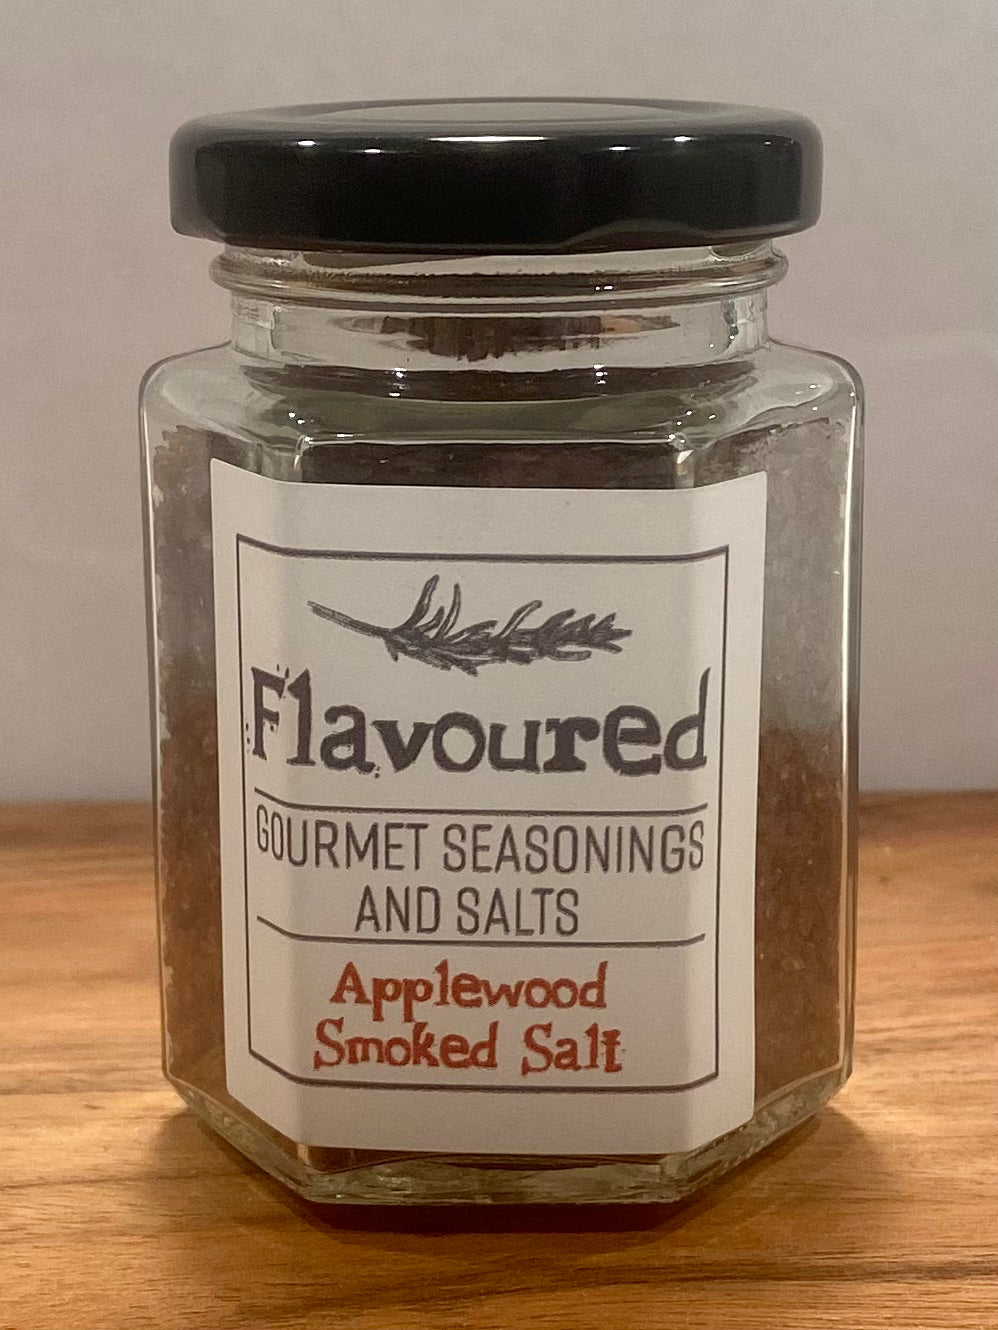 Flavoured
GOURMET SEASONINGS
AND SALTS
Applewood
Smoked Salt